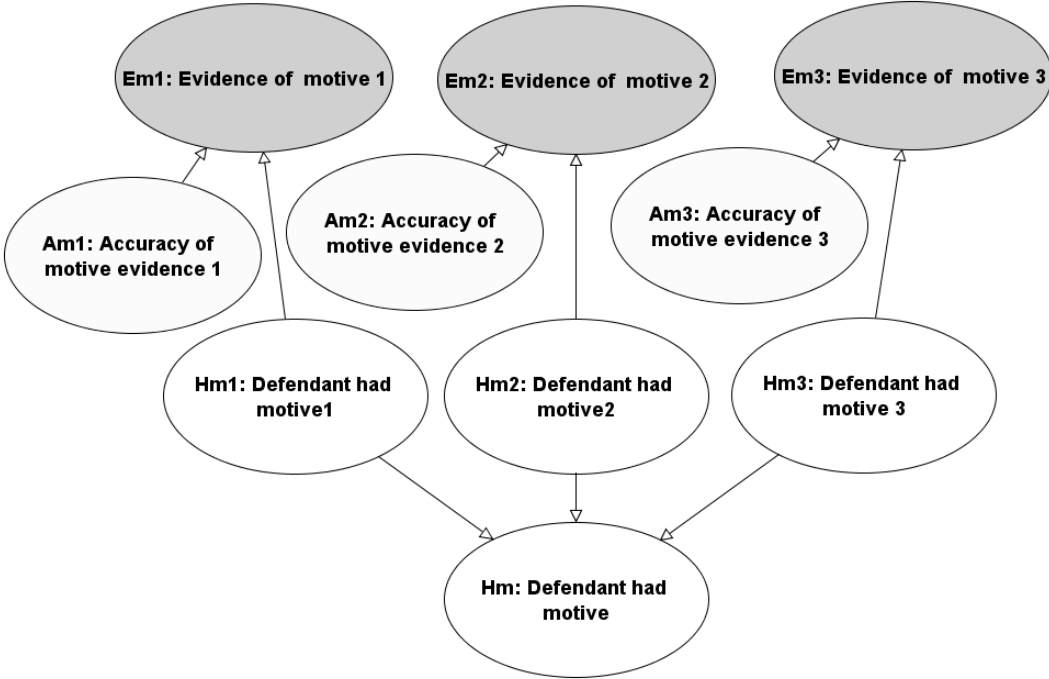 Em1: Evidence of  motive 1
Em2: Evidence of  motive 2
Em3: Evidence of  motive 3
Am1: Accuracy of
motive evidence 1
Am2: Accuracy of
motive evidence 2
Am3: Accuracy of
motive evidence 3
Hm1: Defendant had
motive1
Hm2: Defendant had
motive2
Hm3: Defendant had
motive 3
Hm: Defendant had
motive